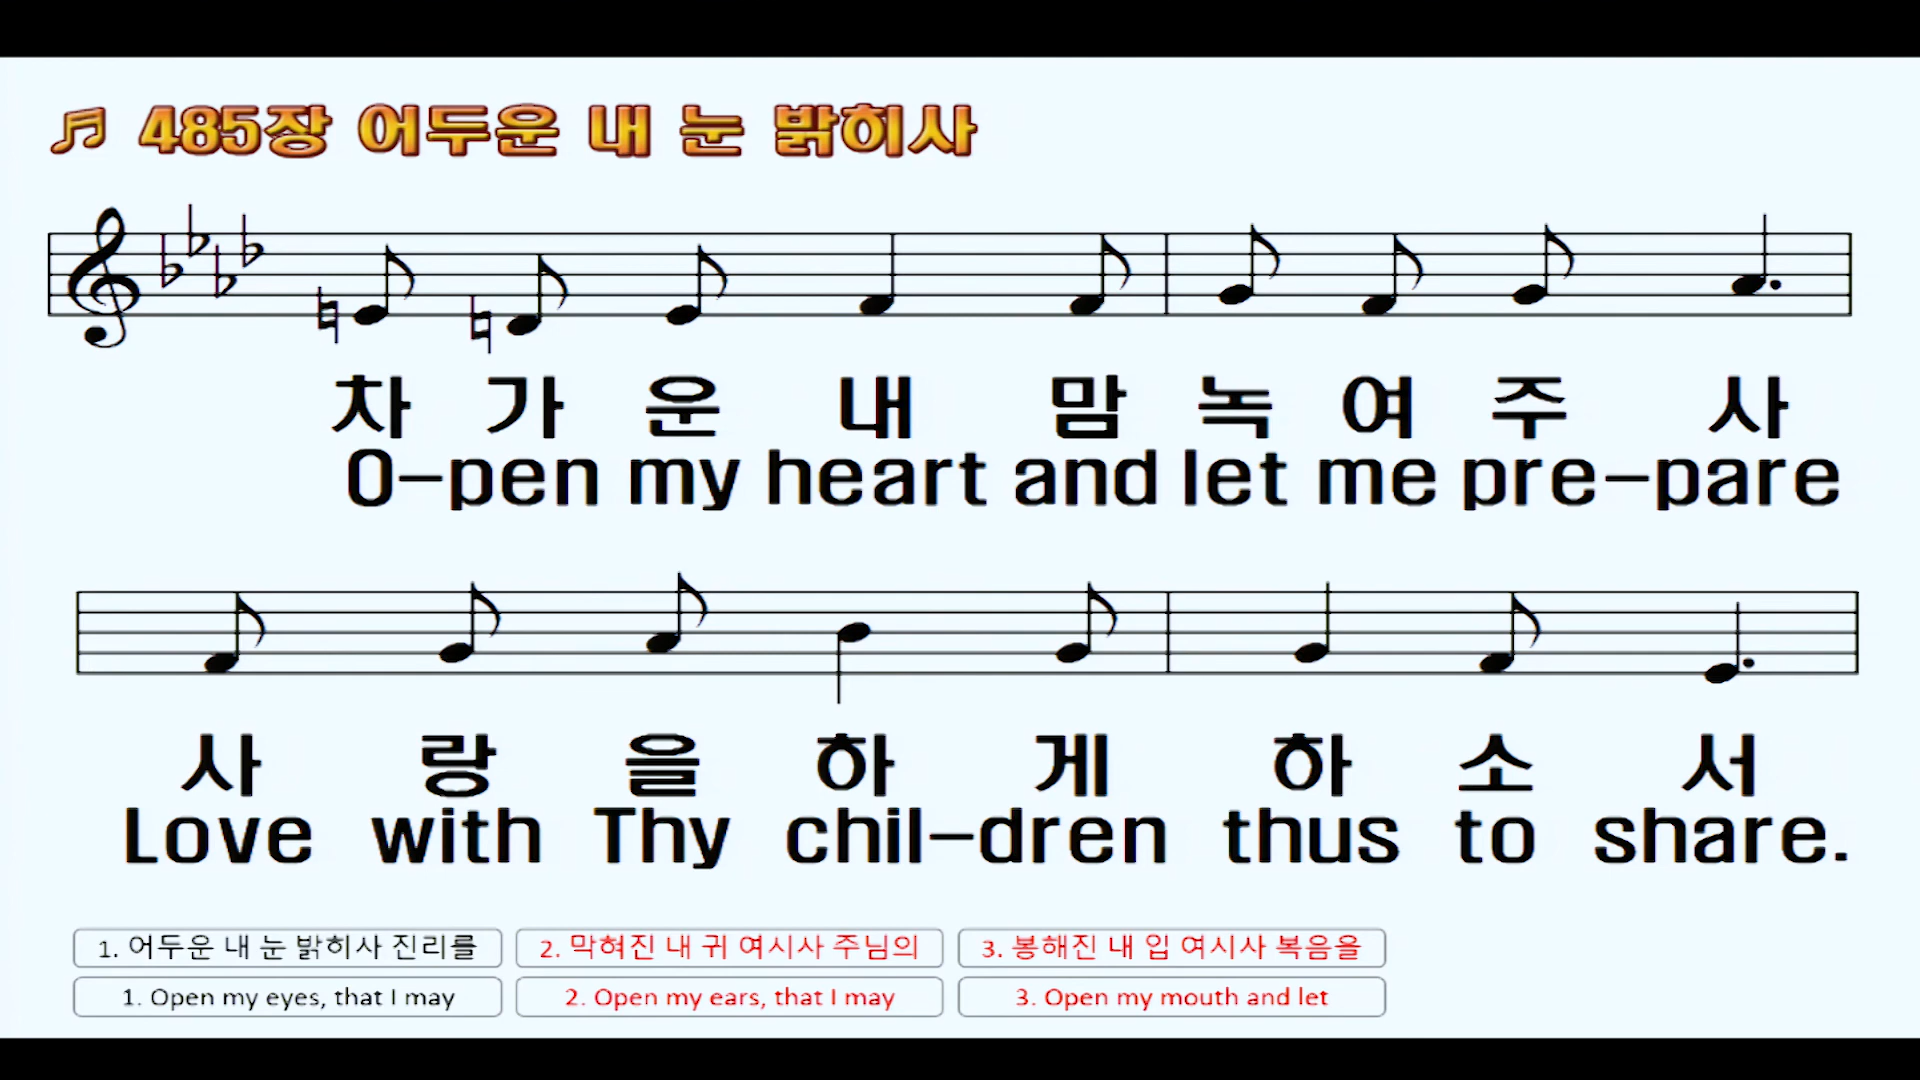 485장 어두운 내 눈 밝히사
차 가 운 내 맘 녹 여 주 사
O-pen my heart and let me pre-pare
사 랑 을 하 게 하 소 서
Love with Thy chil-dren thus to share.
1. 어두운 내 눈 밝히사 진리를 2. 막혀진 내 귀 여시사 주님의 3. 봉해진 내 입 여시사 복음을
1. Open my eyes, that I may 2. Open my ears, that I may 3. Open my mouth and let